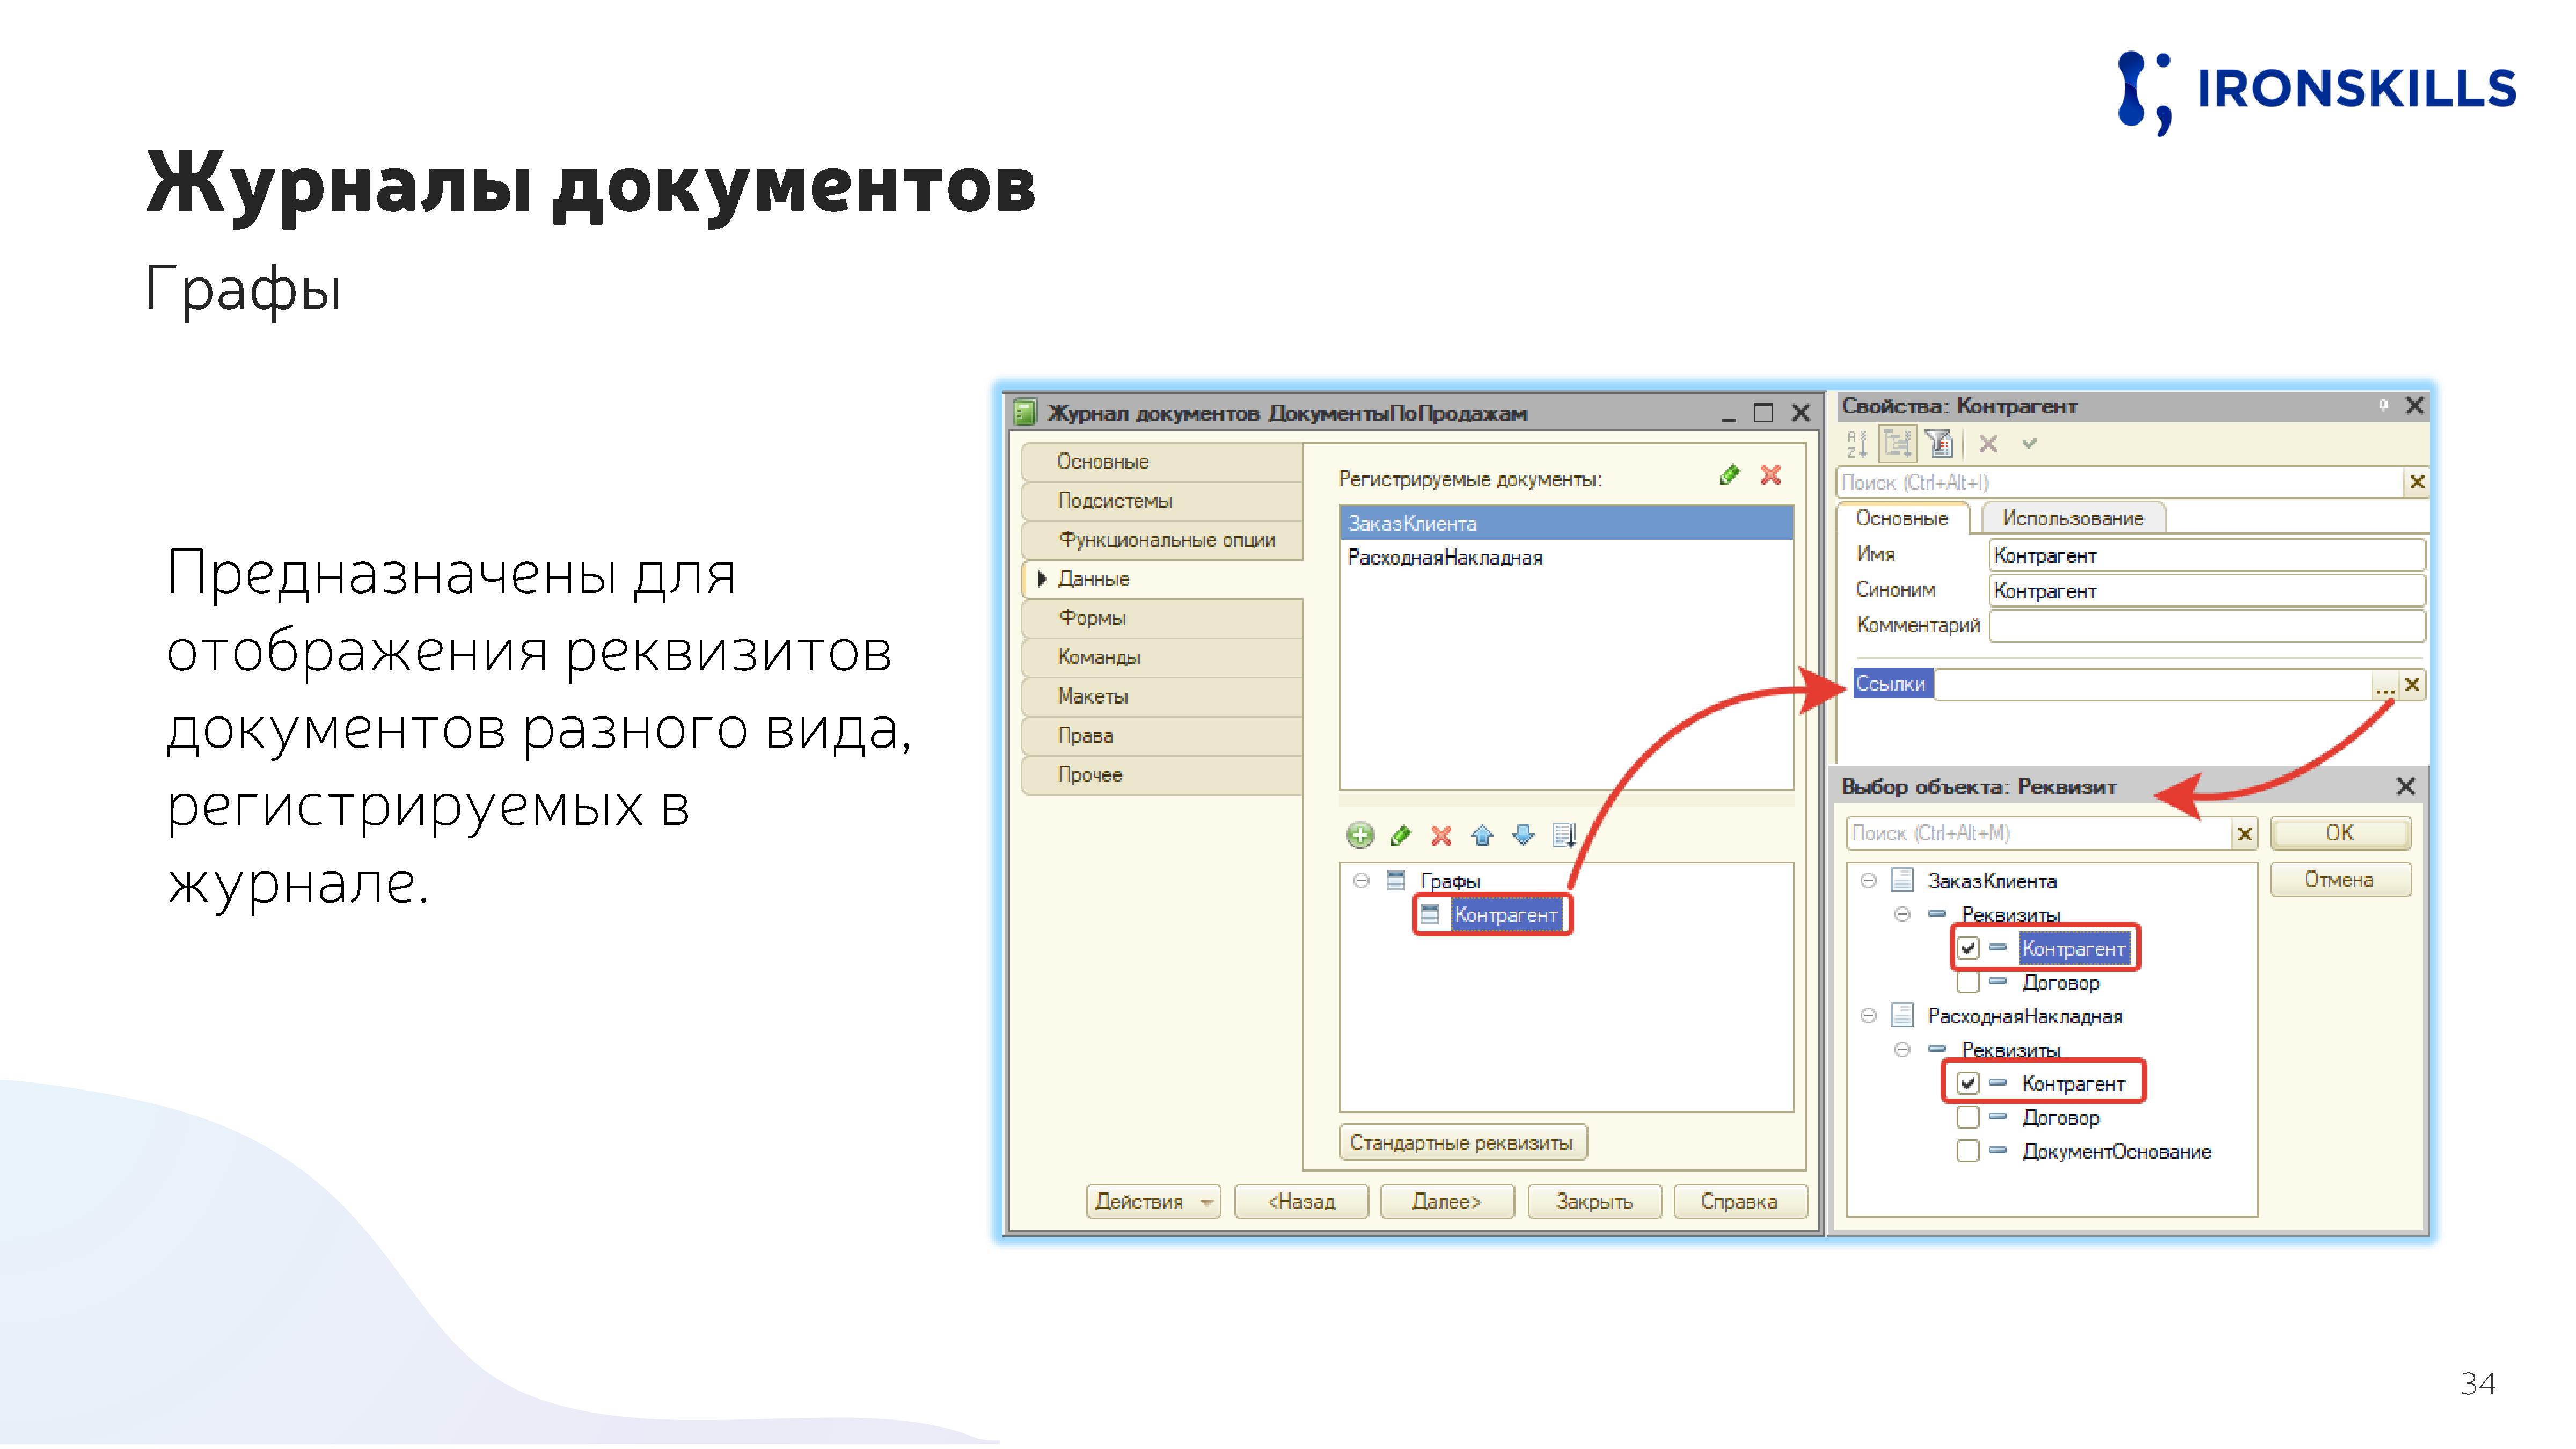 IRONSKILLS
Журналы документов
Графы
Предназначены для
отображения реквизитов
документов разного вида,
регистрируемых в
журнале.
Журнал документов ДокументыПоПродажам
Основные
Подсистемы
Функциональные опции
Данные
Формы
Команды
Макеты
Права
Прочее
Регистрируемые документы:
ЗаказКлиента
РасходнаяНакладная
Графы
Контрагент
Стандартные реквизиты
Действия
<Назад
Далее>
Закрыть
Справка
Свойства: Контрагент
Поиск (Ctrl+Alt+I)
Основные
Использование
Имя Контрагент
Синоним Контрагент
Комментарий
Ссылки ...
Выбор объекта: Реквизит
Поиск (Ctrl+Alt+M)
OK
Отмена
ЗаказКлиента
Реквизиты
Контрагент
Договор
РасходнаяНакладная
Реквизиты
Контрагент
Договор
ДокументОснование
34